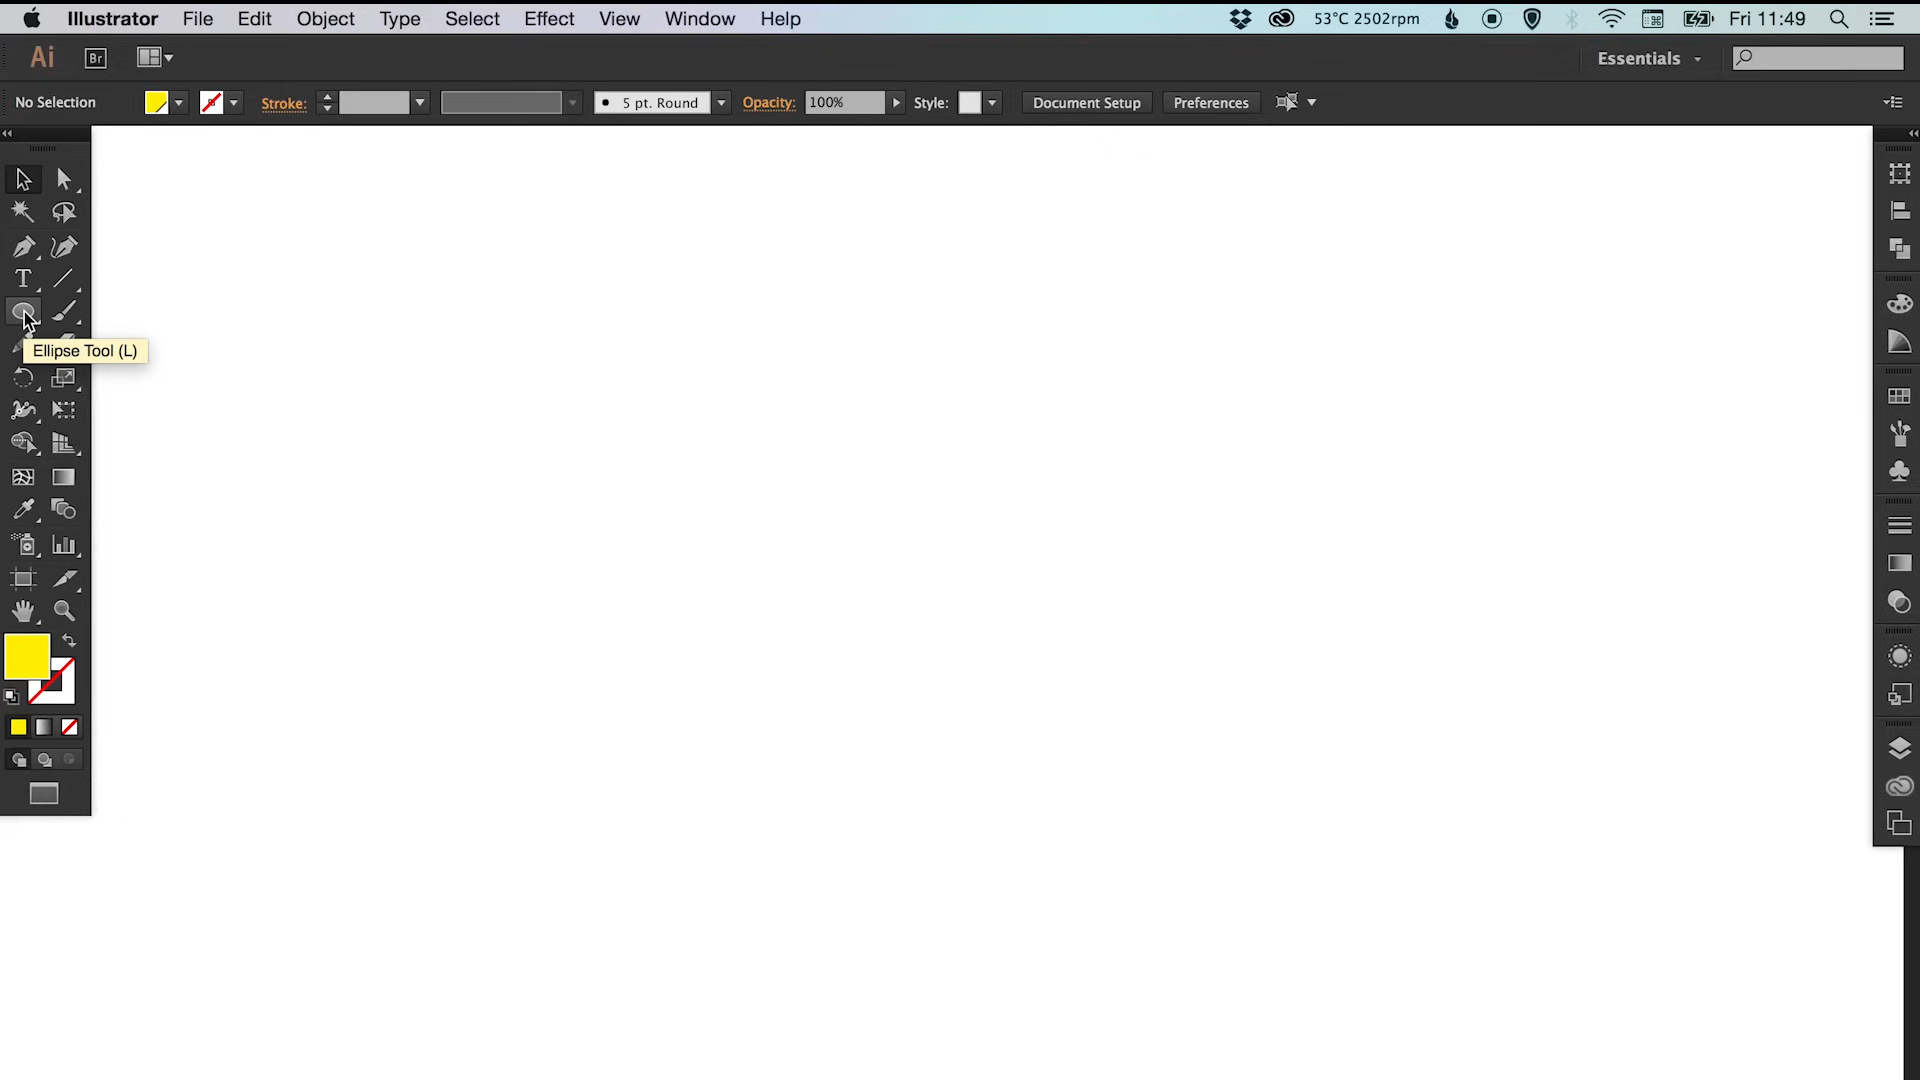 Illustrator File Edit Object Type Select Effect View Window Help 53°C 2502rpm Fri 11:49
Ai Br Essentials
No Selection Stroke: 5 pt. Round Opacity: 100% Style: Document Setup Preferences
T
Ellipse Tool (L)